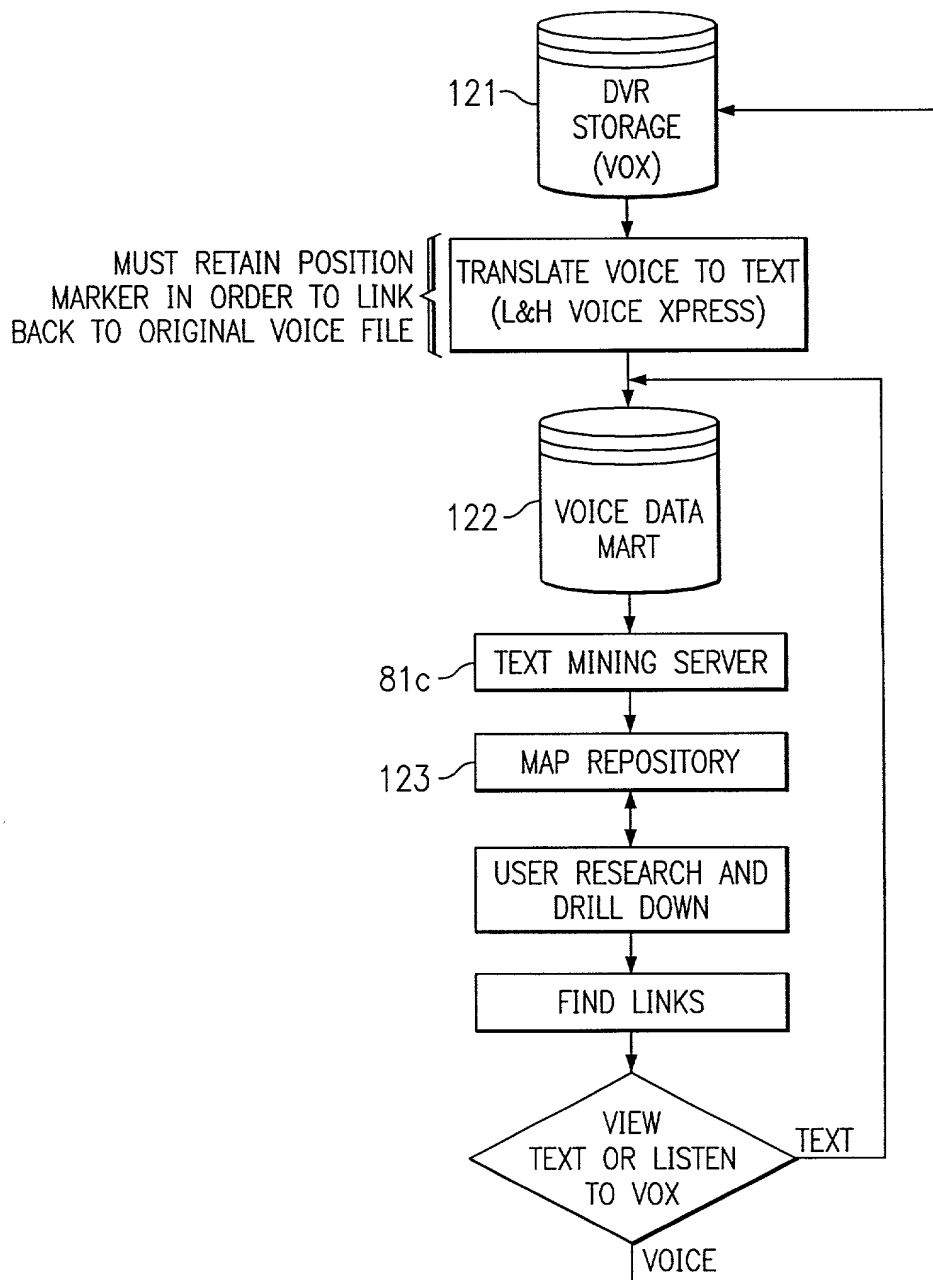 121
DVR
STORAGE
(VOX)
MUST RETAIN POSITION
MARKER IN ORDER TO LINK
BACK TO ORIGINAL VOICE FILE
TRANSLATE VOICE TO TEXT
(L&H VOICE XPRESS)
122
VOICE DATA
MART
81c
TEXT MINING SERVER
123
MAP REPOSITORY
USER RESEARCH AND
DRILL DOWN
FIND LINKS
VIEW
TEXT OR LISTEN
TO VOX
TEXT
VOICE